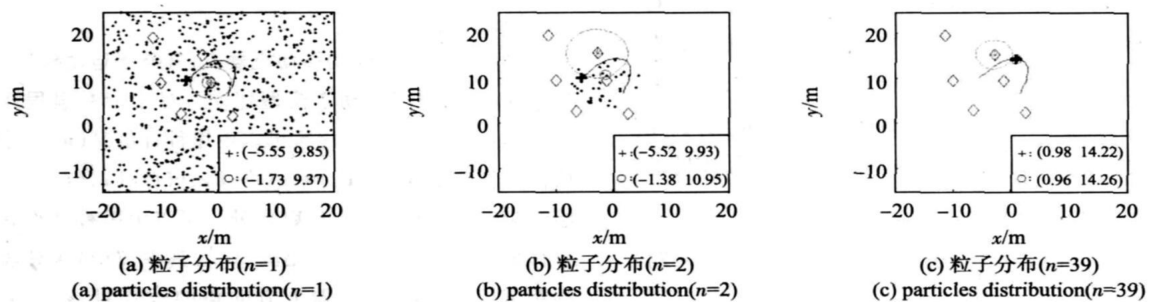 20
10
0
−10
y/m
+:(−5.55 9.85)
○:(−1.73 9.37)
−20 −10 0 10 20
x/m
(a) 粒子分布(n=1)
(a) particles distribution(n=1)
20
10
0
−10
y/m
+:(−5.52 9.93)
○:(−1.38 10.95)
−20 −10 0 10 20
x/m
(b) 粒子分布(n=2)
(b) particles distribution(n=2)
20
10
0
−10
y/m
+:(0.98 14.22)
○:(0.96 14.26)
−20 −10 0 10 20
x/m
(c) 粒子分布(n=39)
(c) particles distribution(n=39)